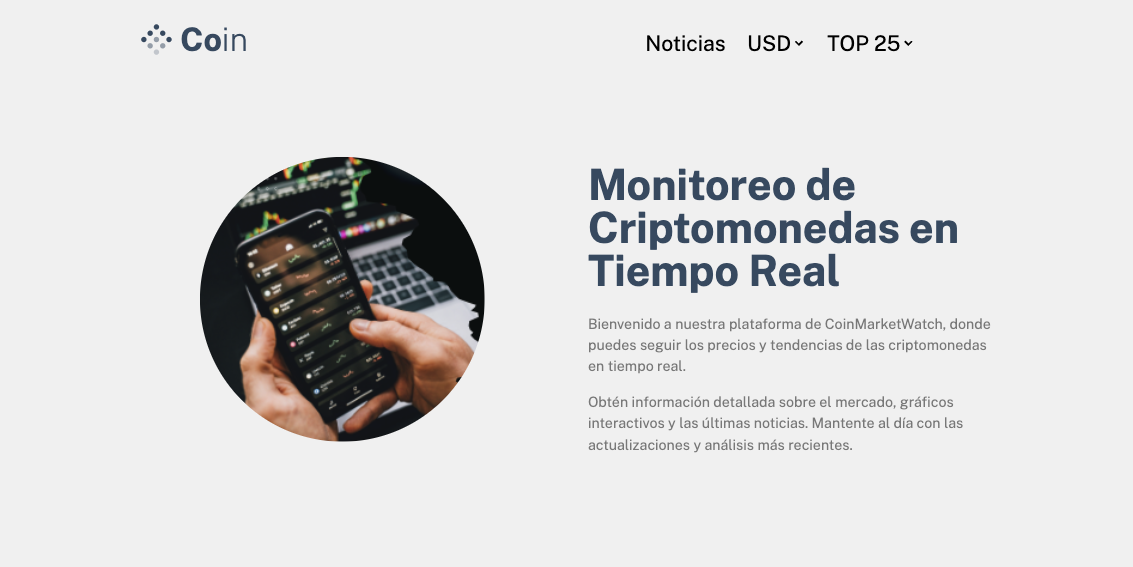 Coin
Noticias USD TOP 25
Monitoreo de
Criptomonedas en
Tiempo Real
Bienvenido a nuestra plataforma de CoinMarketWatch, donde
puedes seguir los precios y tendencias de las criptomonedas
en tiempo real.
Obtén información detallada sobre el mercado, gráficos
interactivos y las últimas noticias. Mantente al día con las
actualizaciones y análisis más recientes.